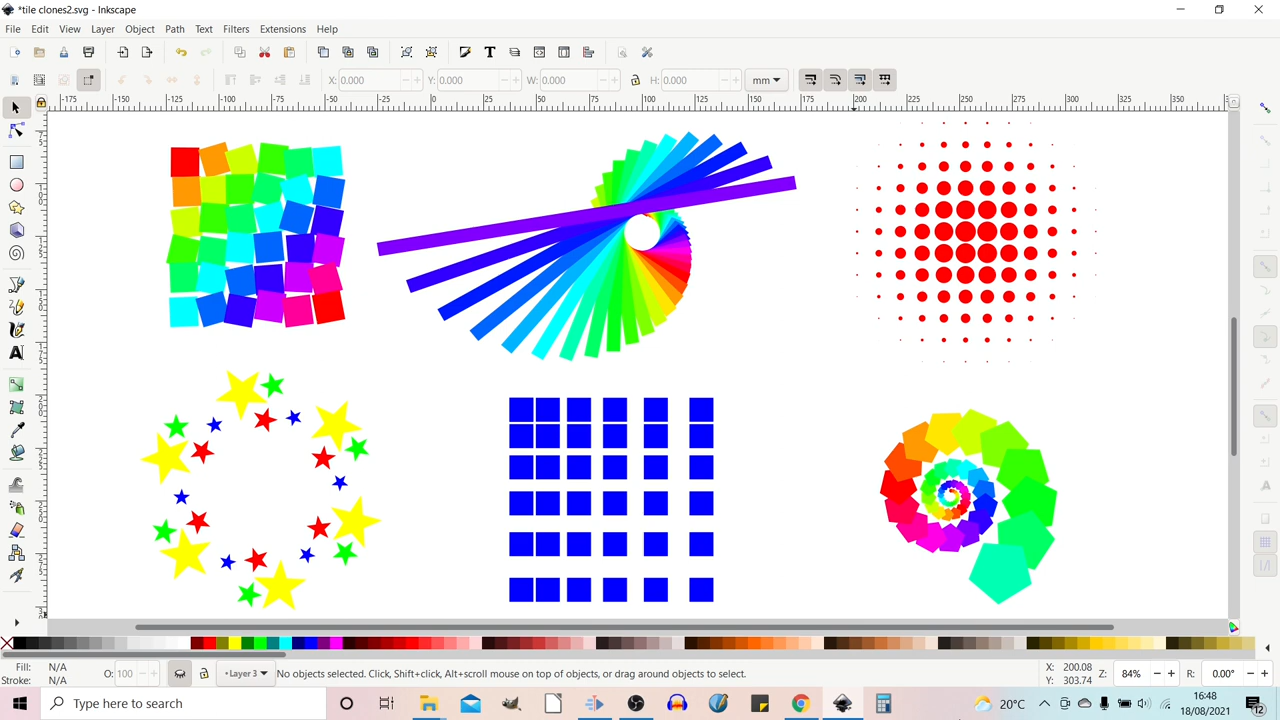 *tile clones2.svg - Inkscape
File Edit View Layer Object Path Text Filters Extensions Help
X: 0.000 Y: 0.000 W: 0.000 H: 0.000 mm
-175 -150 -125 -100 -75 -50 -25 0 25 50 75 100 125 150 175 200 225 250 275 300 325 350
Fill: N/A
Stroke: N/A
O: 100
•Layer 3
No objects selected. Click, Shift+click, Alt+scroll mouse on top of objects, or drag around objects to select.
X: 200.08
Y: 303.74
Z: 84%
R: 0.00°
Type here to search
20°C
16:48
18/08/2021
12